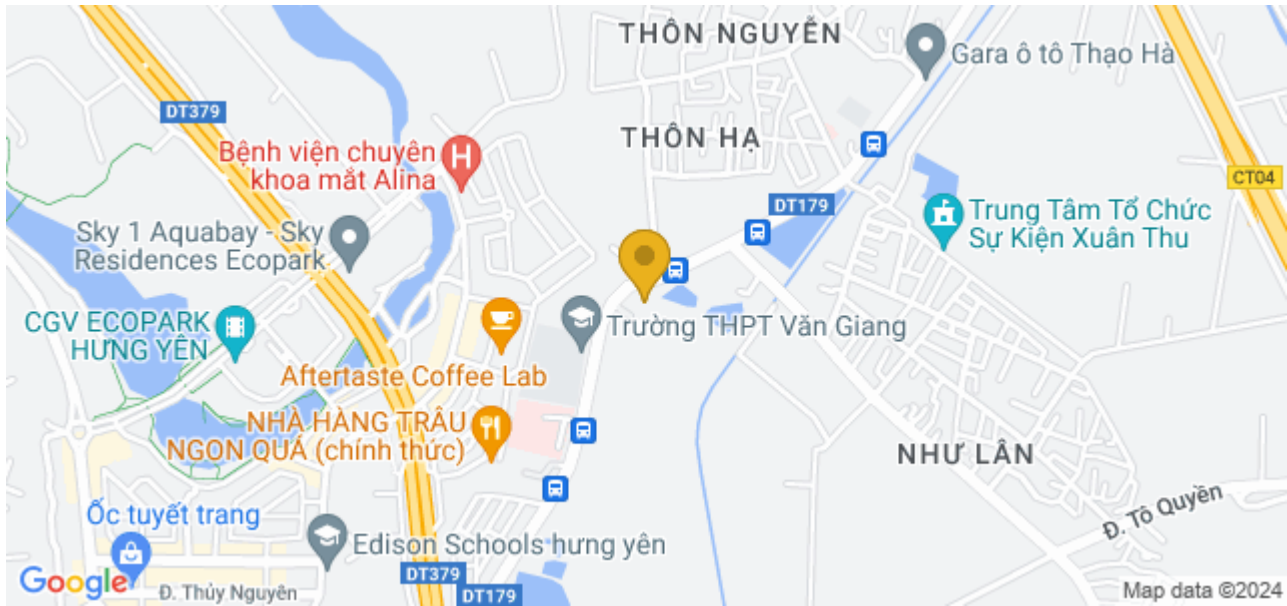 THÔN NGUYỄN
Gara ô tô Thạo Hà
DT379
THÔN HẠ
Bệnh viện chuyên
khoa mắt Alina
CT04
DT179
Trung Tâm Tổ Chức
Sự Kiện Xuân Thu
Sky 1 Aquabay - Sky
Residences Ecopark
CGV ECOPARK
HƯNG YÊN
Trường THPT Văn Giang
Aftertaste Coffee Lab
NHÀ HÀNG TRÂU
NGON QUÁ (chính thức)
NHƯ LÂN
Đ. Tô Quyền
Ốc tuyết trang
Edison Schools hưng yên
DT379
Google
Đ. Thủy Nguyên
DT179
Map data ©2024